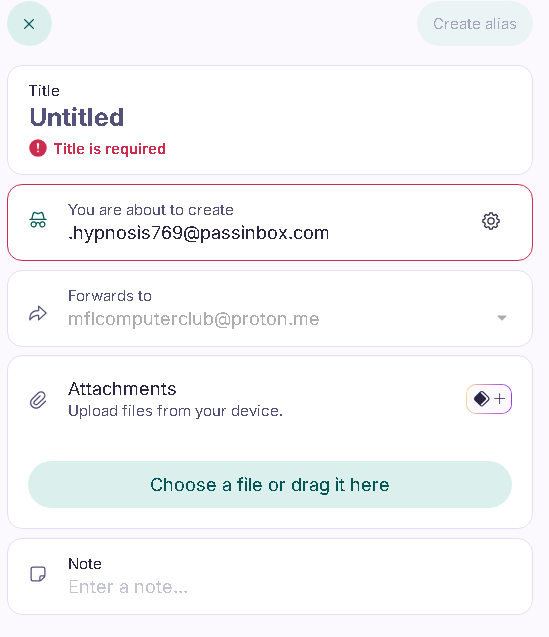 Create alias
Title
Untitled
Title is required
You are about to create
.hypnosis769@passinbox.com
Forwards to
mflcomputerclub@proton.me
Attachments
Upload files from your device.
Choose a file or drag it here
Note
Enter a note...